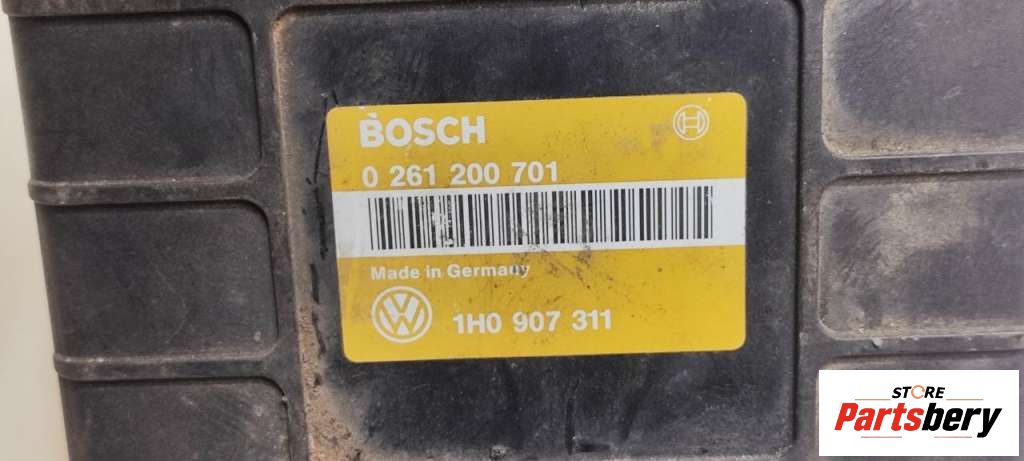 BOSCH
0 261 200 701
Made in Germany
1H0 907 311
STORE
Partsbery